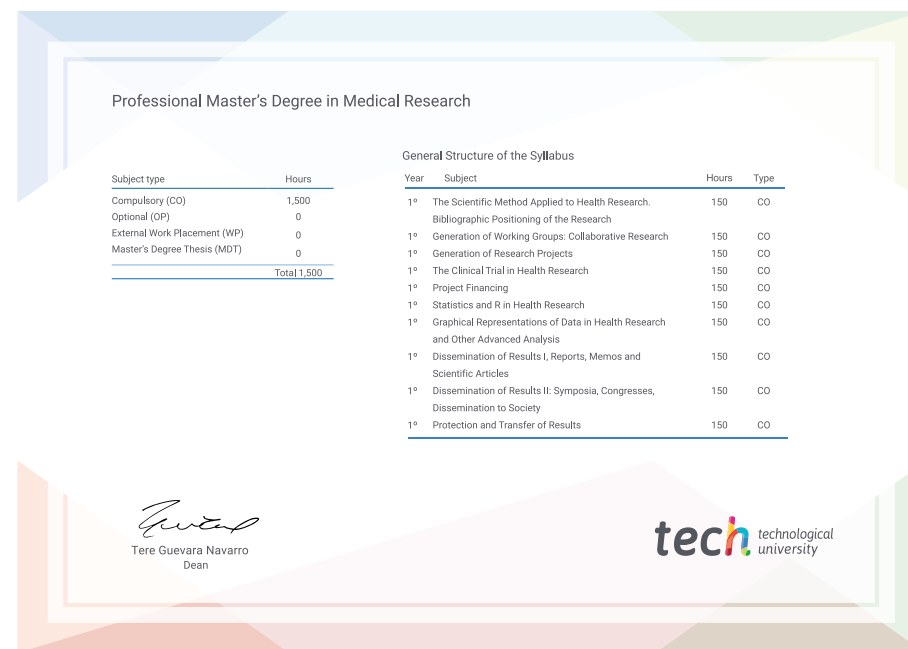 Professional Master's Degree in Medical Research
Subject type Hours
Compulsory (CO) 1,500
Optional (OP) 0
External Work Placement (WP) 0
Master's Degree Thesis (MDT) 0
Total 1,500
General Structure of the Syllabus
Year Subject Hours Type
1º The Scientific Method Applied to Health Research. 150 CO
Bibliographic Positioning of the Research
1º Generation of Working Groups: Collaborative Research 150 CO
1º Generation of Research Projects 150 CO
1º The Clinical Trial in Health Research 150 CO
1º Project Financing 150 CO
1º Statistics and R in Health Research 150 CO
1º Graphical Representations of Data in Health Research 150 CO
and Other Advanced Analysis
1º Dissemination of Results I, Reports, Memos and 150 CO
Scientific Articles
1º Dissemination of Results II: Symposia, Congresses, 150 CO
Dissemination to Society
1º Protection and Transfer of Results 150 CO
Tere Guevara Navarro
Dean
tech technological
university